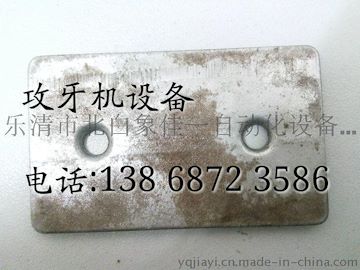 攻牙机设备
乐清市北白象佳一自动化设备...
电话:138 6872 3586
yqjiayi.cn.made-in-china.com